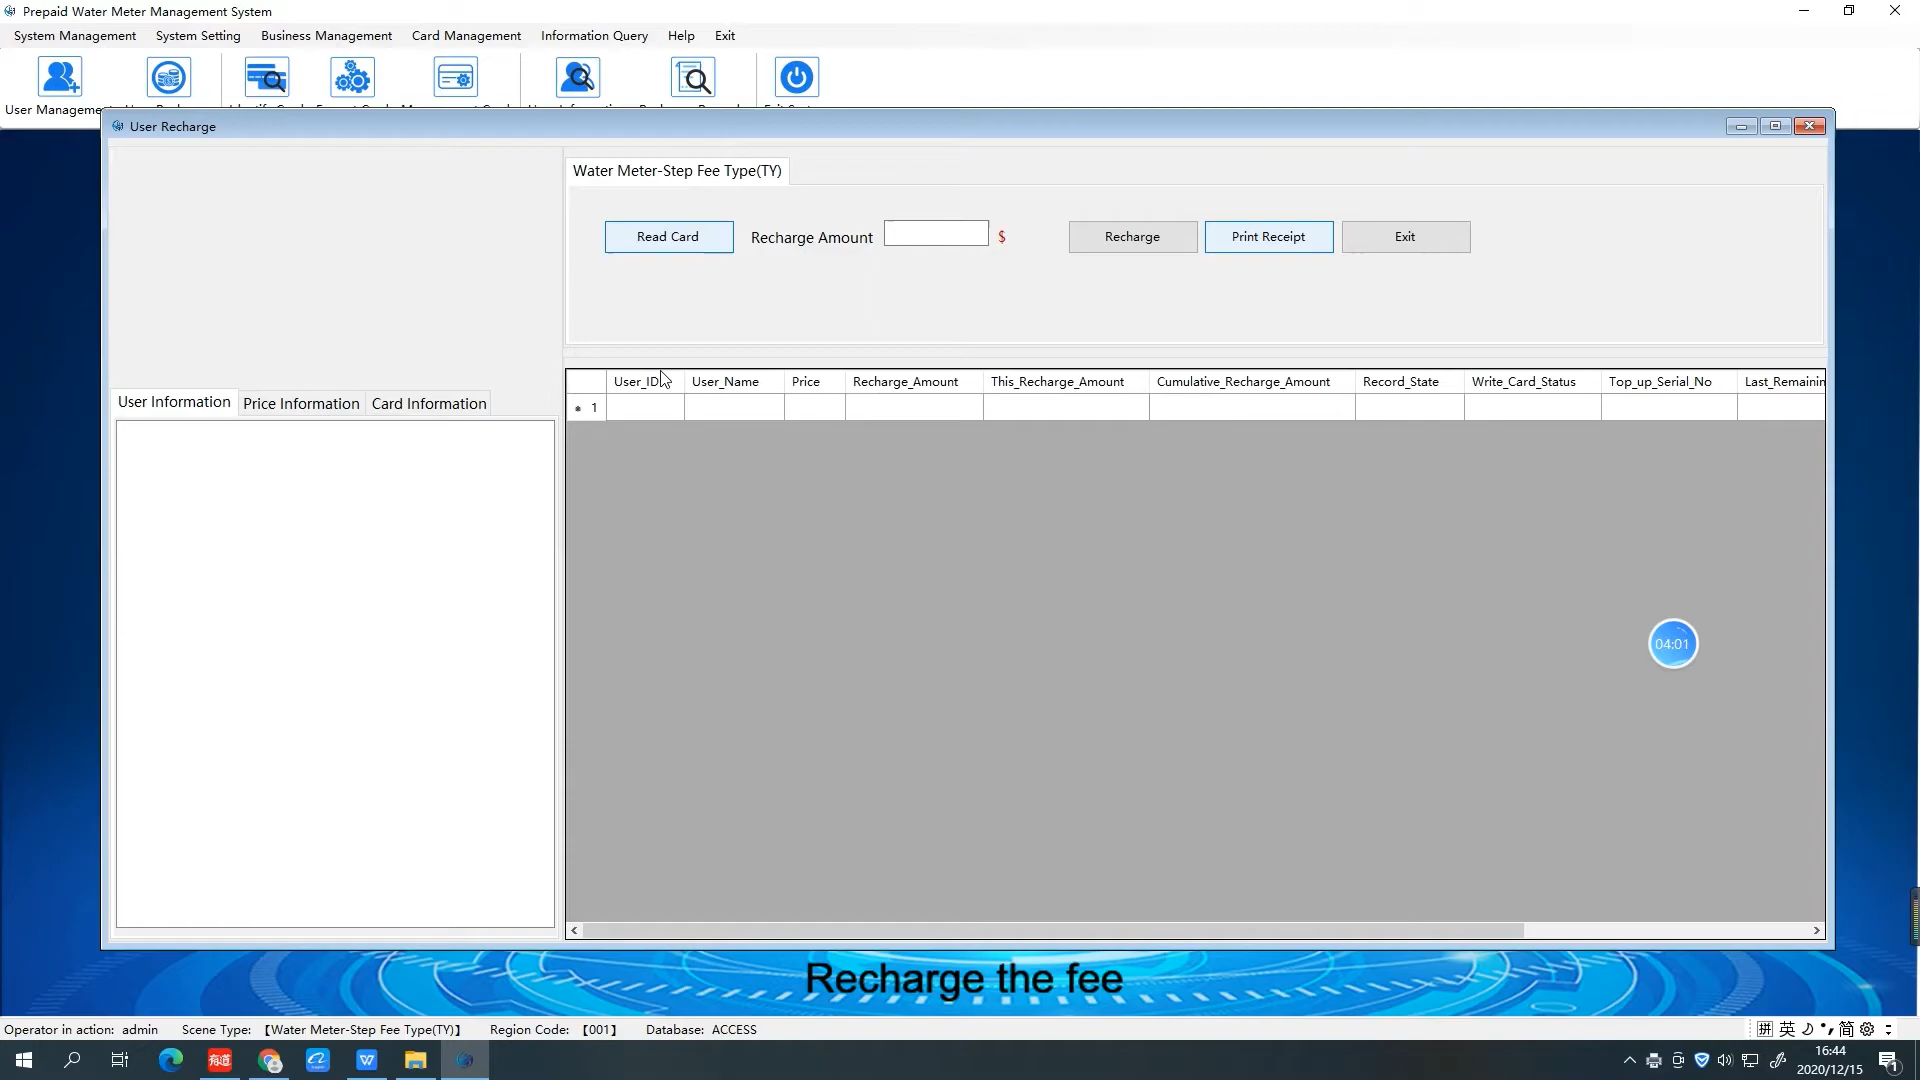 Prepaid Water Meter Management System
System Management System Setting Business Management Card Management Information Query Help Exit
User Manageme
User Recharge
Water Meter-Step Fee Type(TY)
Read Card Recharge Amount $ Recharge Print Receipt Exit
User_ID User_Name Price Recharge_Amount This_Recharge_Amount Cumulative_Recharge_Amount Record_State Write_Card_Status Top_up_Serial_No Last_Remainin
1
User Information Price Information Card Information
04:01
Recharge the fee
Operator in action: admin Scene Type: 【Water Meter-Step Fee Type(TY)】 Region Code: 【001】 Database: ACCESS
拼 英 简
有道
W
16:44
2020/12/15
1